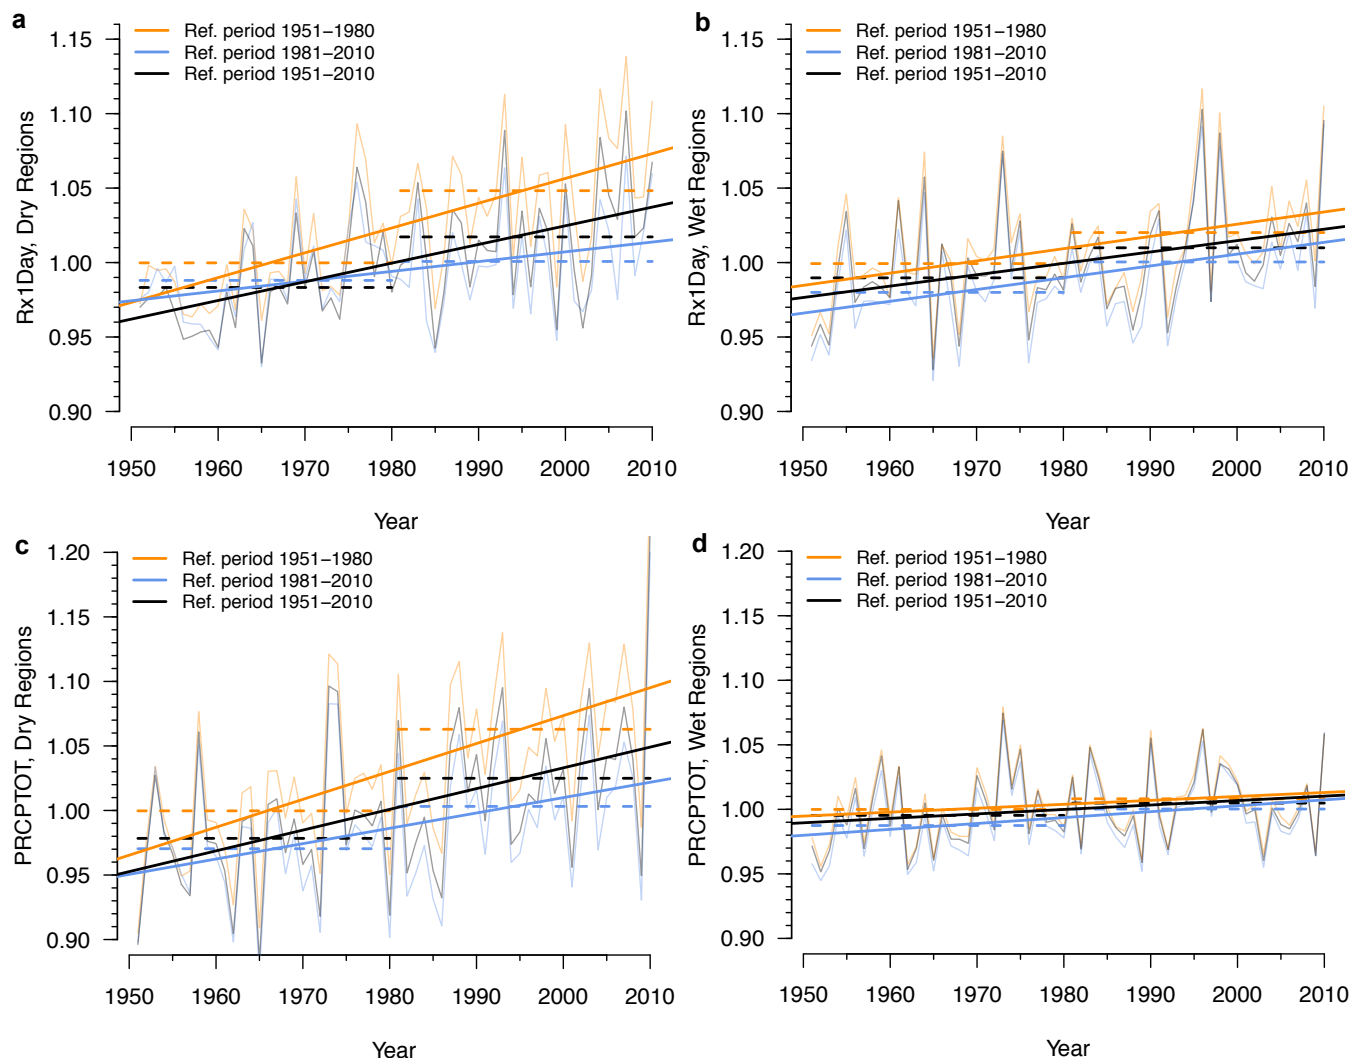 a
Ref. period 1951–1980
Ref. period 1981–2010
Ref. period 1951–2010
1.15
1.10
1.05
1.00
0.95
0.90
Rx1Day, Dry Regions
1950 1960 1970 1980 1990 2000 2010
Year
b
Ref. period 1951–1980
Ref. period 1981–2010
Ref. period 1951–2010
1.15
1.10
1.05
1.00
0.95
0.90
Rx1Day, Wet Regions
1950 1960 1970 1980 1990 2000 2010
Year
c
Ref. period 1951–1980
Ref. period 1981–2010
Ref. period 1951–2010
1.20
1.15
1.10
1.05
1.00
0.95
0.90
PRCPTOT, Dry Regions
1950 1960 1970 1980 1990 2000 2010
Year
d
Ref. period 1951–1980
Ref. period 1981–2010
Ref. period 1951–2010
1.20
1.15
1.10
1.05
1.00
0.95
0.90
PRCPTOT, Wet Regions
1950 1960 1970 1980 1990 2000 2010
Year